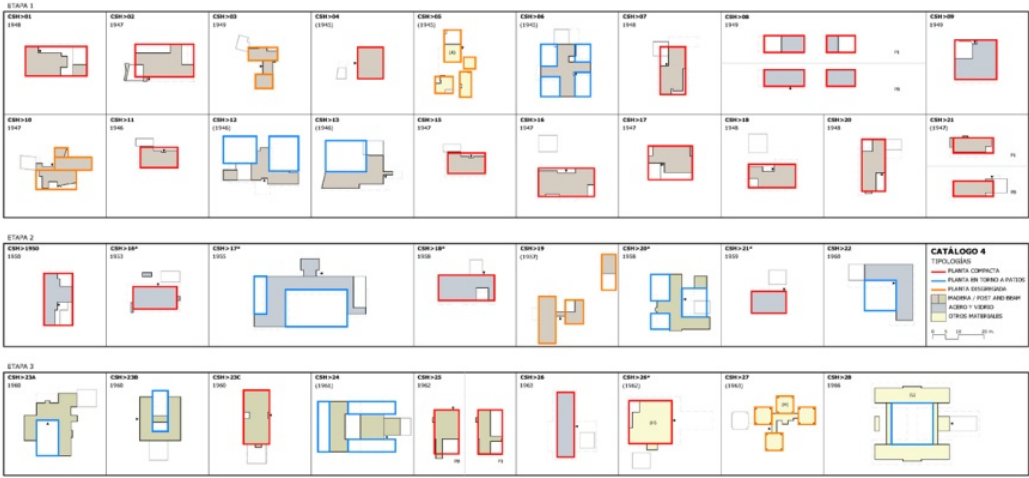 ETAPA 1
CSH>01 CSH>02 CSH>03 CSH>04 CSH>05 CSH>06 CSH>07 CSH>08 CSH>09
1948 1947 1949 (1945) (1945) (1945) 1948 1949 1949
CSH>10 CSH>11 CSH>12 CSH>13 CSH>15 CSH>16 CSH>17 CSH>18 CSH>20 CSH>21
1947 1946 (1946) (1946) 1947 1947 1947 1948 1948 (1947)
ETAPA 2
CSH>1950 CSH>16* CSH>17* CSH>18* CSH>19 CSH>20* CSH>21* CSH>22
1950 1953 1955 1958 (1957) 1958 1959 1960
CATÁLOGO 4
TIPOLOGÍAS
PLANTA COMPACTA
PLANTA EN TORNO A PATIOS
PLANTA DISGREGADA
MADERA / POST AND BEAM
ACERO Y VIDRIO
OTROS MATERIALES
ETAPA 3
CSH>23A CSH>23B CSH>23C CSH>24 CSH>25 CSH>26 CSH>26* CSH>27 CSH>28
1960 1960 1960 (1961) 1962 1963 (1962) (1963) 1966